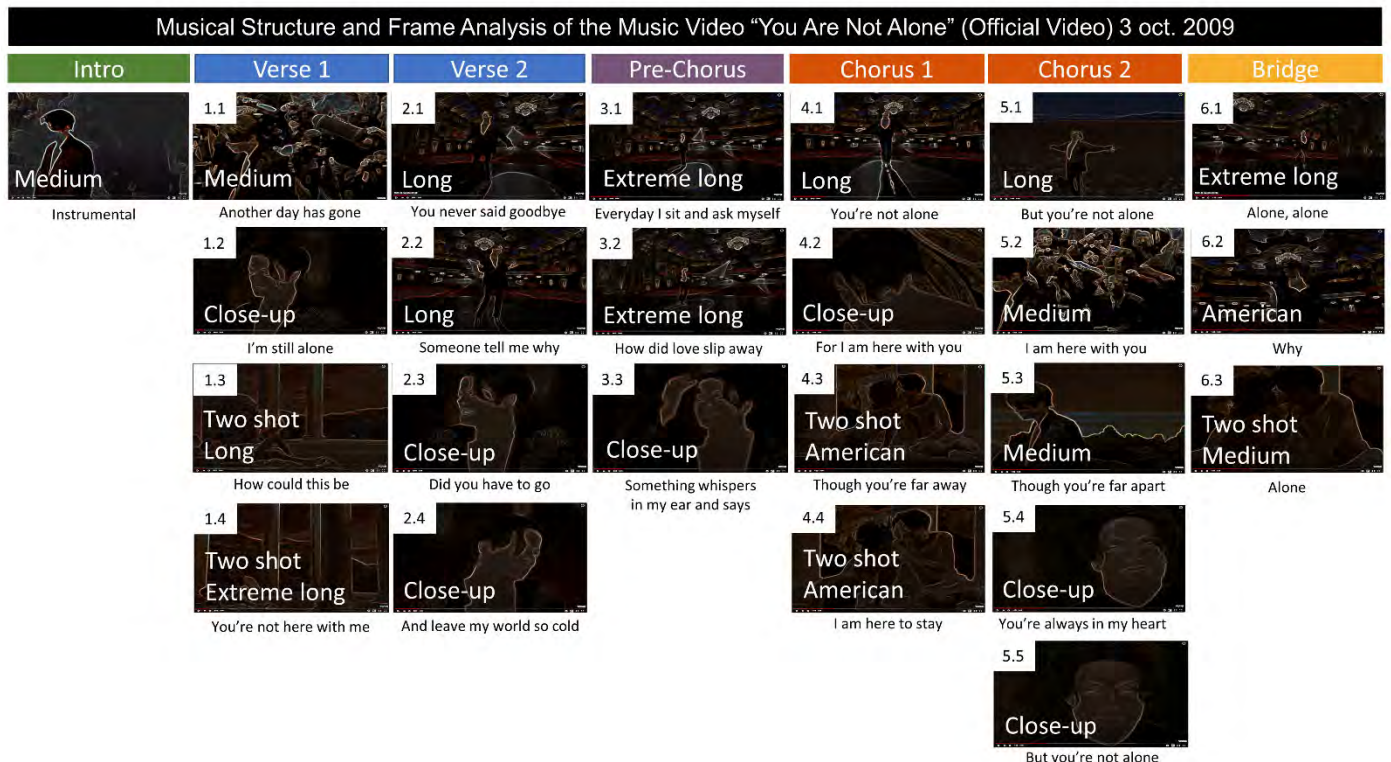 Musical Structure and Frame Analysis of the Music Video “You Are Not Alone” (Official Video) 3 oct. 2009
Intro
Medium
Instrumental
Verse 1
1.1
Medium
Another day has gone
1.2
Close-up
I’m still alone
1.3
Two shot
Long
How could this be
1.4
Two shot
Extreme long
You’re not here with me
Verse 2
2.1
Long
You never said goodbye
2.2
Long
Someone tell me why
2.3
Close-up
Did you have to go
2.4
Close-up
And leave my world so cold
Pre-Chorus
3.1
Extreme long
Everyday I sit and ask myself
3.2
Extreme long
How did love slip away
3.3
Close-up
Something whispers
in my ear and says
Chorus 1
4.1
Long
You’re not alone
4.2
Close-up
For I am here with you
4.3
Two shot
American
Though you’re far away
4.4
Two shot
American
I am here to stay
Chorus 2
5.1
Long
But you’re not alone
5.2
Medium
I am here with you
5.3
Medium
Though you’re far apart
5.4
Close-up
You’re always in my heart
5.5
Close-up
But you’re not alone
Bridge
6.1
Extreme long
Alone, alone
6.2
American
Why
6.3
Two shot
Medium
Alone